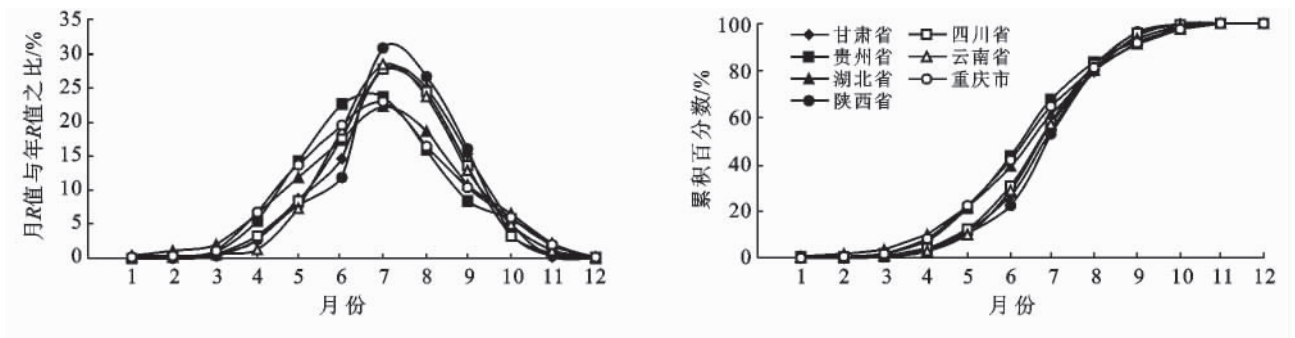 月R值与年R值之比/%
35
30
25
20
15
10
5
0
1 2 3 4 5 6 7 8 9 10 11 12
月份
累积百分数/%
100
80
60
40
20
0
甘肃省 四川省
贵州省 云南省
湖北省 重庆市
陕西省
1 2 3 4 5 6 7 8 9 10 11 12
月份